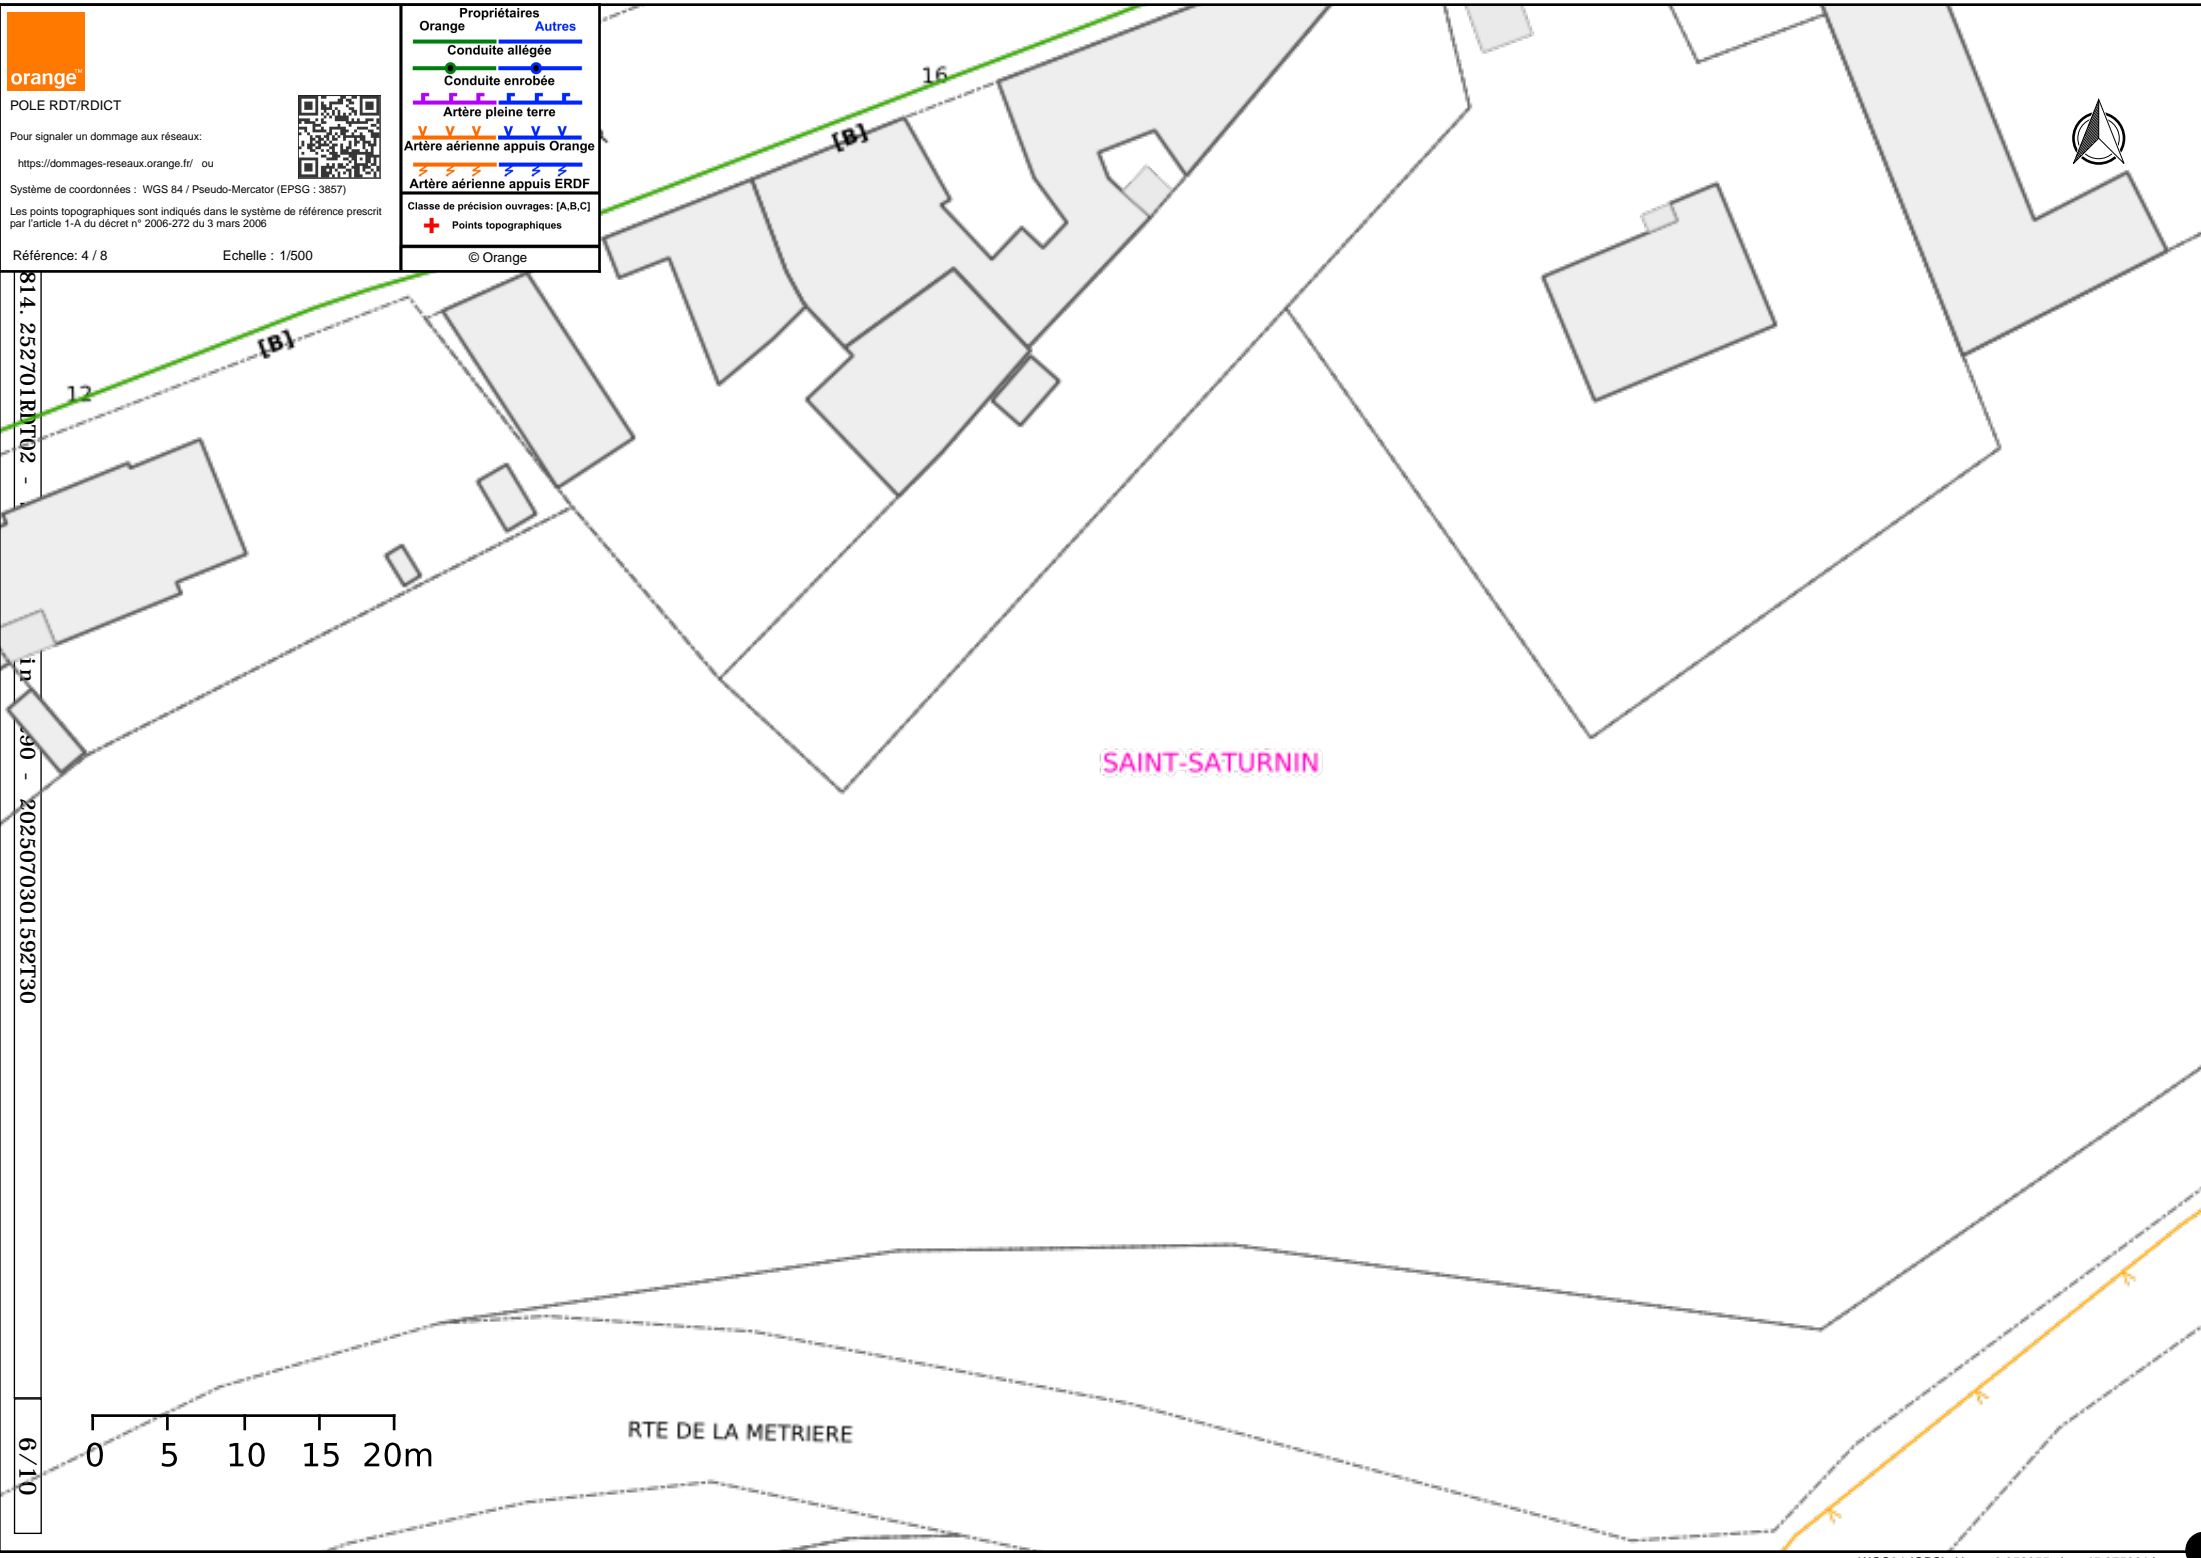 orange™
POLE RDT/RDICT
Pour signaler un dommage aux réseaux:
https://dommages-reseaux.orange.fr/ ou
Système de coordonnées : WGS 84 / Pseudo-Mercator (EPSG : 3857)
Les points topographiques sont indiqués dans le système de référence prescrit
par l'article 1-A du décret n° 2006-272 du 3 mars 2006
Référence: 4 / 8 Echelle : 1/500
Propriétaires
Orange Autres
Conduite allégée
Conduite enrobée
Artère pleine terre
Artère aérienne appuis Orange
Artère aérienne appuis ERDF
Classe de précision ouvrages: [A,B,C]
Points topographiques
© Orange
16
[B]
[B]
12
814. 252701RDT02 -
in
90 - 2025070301592T30
6/10
SAINT-SATURNIN
RTE DE LA METRIERE
0 5 10 15 20m